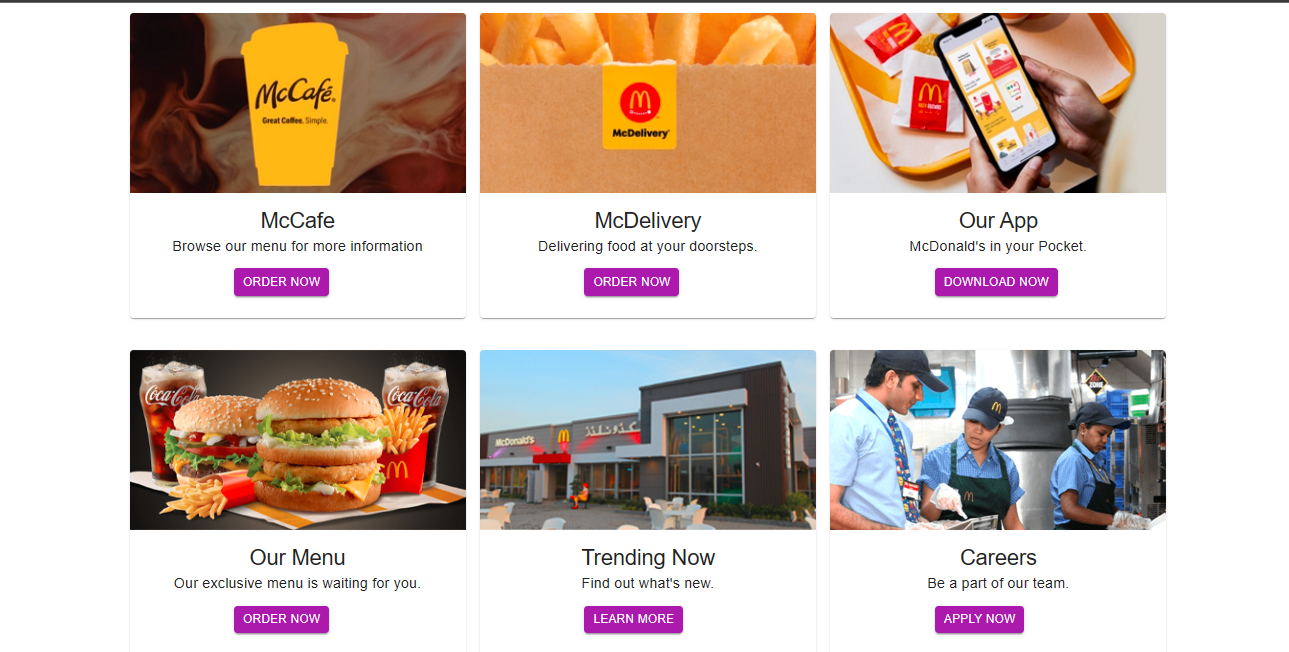 McCafé®
Great Coffee. Simple.
McDelivery
McCafe
Browse our menu for more information
ORDER NOW
McDelivery
Delivering food at your doorsteps.
ORDER NOW
Our App
McDonald's in your Pocket.
DOWNLOAD NOW
Coca-Cola
Coca-Cola
McDonald's
مکڈونلڈز
ZONE
Our Menu
Our exclusive menu is waiting for you.
ORDER NOW
Trending Now
Find out what's new.
LEARN MORE
Careers
Be a part of our team.
APPLY NOW